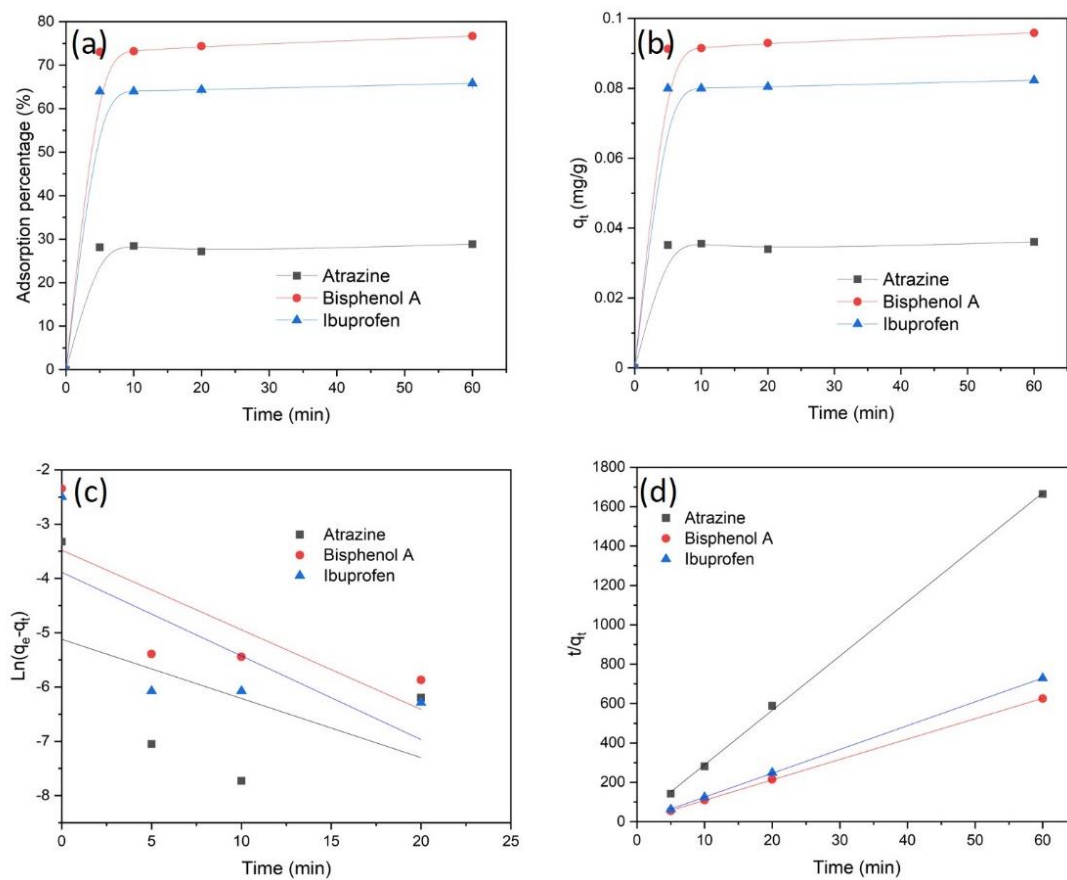 (a)
Adsorption percentage (%)
80
70
60
50
40
30
20
10
0
Atrazine
Bisphenol A
Ibuprofen
0 10 20 30 40 50 60
Time (min)
(b)
qt (mg/g)
0.1
0.08
0.06
0.04
0.02
0
Atrazine
Bisphenol A
Ibuprofen
0 10 20 30 40 50 60
Time (min)
(c)
Ln(qe-qt)
-2
-3
-4
-5
-6
-7
-8
Atrazine
Bisphenol A
Ibuprofen
0 5 10 15 20 25
Time (min)
(d)
t/qt
1800
1600
1400
1200
1000
800
600
400
200
0
Atrazine
Bisphenol A
Ibuprofen
0 10 20 30 40 50 60
Time (min)